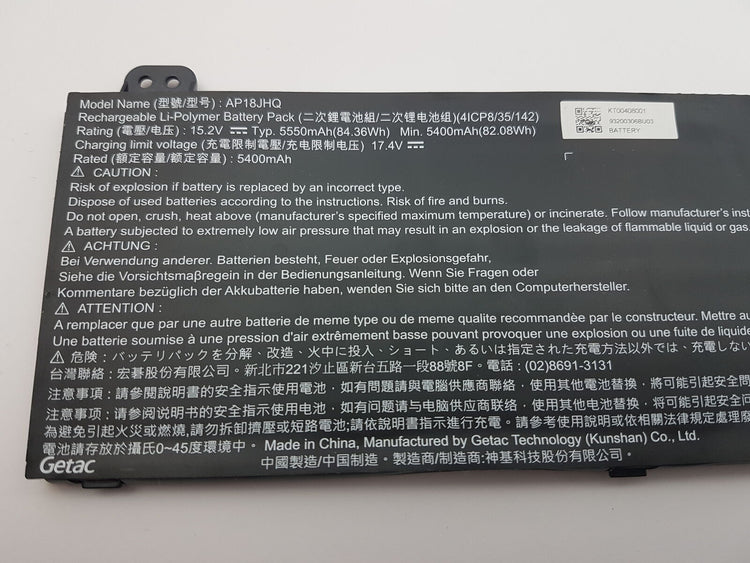 Model Name (型號/型号) : AP18JHQ
Rechargeable Li-Polymer Battery Pack (二次鋰電池組/二次锂电池组)(4ICP8/35/142)
Rating (電壓/电压) : 15.2V Typ. 5550mAh(84.36Wh) Min. 5400mAh(82.08Wh)
Charging limit voltage (充電限制電壓/充电限制电压) 17.4V
Rated (額定容量/额定容量) : 5400mAh
KT00408001
93200306BU03
BATTERY
⚠ CAUTION :
Risk of explosion if battery is replaced by an incorrect type.
Dispose of used batteries according to the instructions. Risk of fire and burns.
Do not open, crush, heat above (manufacturer's specified maximum temperature) or incinerate. Follow manufacturer's inst
A battery subjected to extremely low air pressure that may result in an explosion or the leakage of flammable liquid or gas.
⚠ ACHTUNG :
Bei Verwendung anderer. Batterien besteht, Feuer oder Explosionsgefahr,
Siehe die Vorsichtsmaβregein in der Bedienungsanleitung. Wenn Sie Fragen oder
Kommentare bezüglich der Akkubatterie haben, wenden Sie sich bitte an den Computerhersteller.
⚠ ATTENTION :
A remplacer que par une autre batterie de meme type ou de meme qualite recommandée par le constructeur. Mettre au
Une batterie soumise à une pression d'air extrêmement basse pouvant provoquer une explosion ou une fuite de liquide
⚠ 危険：バッテリパックを分解、改造、火中に投入、ショート、あるいは指定された充電方法以外では、充電しない
台灣聯絡：宏碁股份有限公司。新北市221汐止區新台五路一段88號8F。電話：(02)8691-3131
注意事項：請參閱說明書的安全指示使用電池，如有問題請與電腦供應商聯絡，使用其他電池替換，將可能引起安全問
注意事项：请参阅说明书的安全指示使用电池，如有问题请与电脑供应商联络，使用其他电池替换，将可能引起安全问
為避免引起火災或燃燒,請勿拆卸擠壓或短路電池;請依說明指示進行充電。請參考使用說明或依相關法律規定處理廢
電池請存放於攝氏0~45度環境中。 Made in China, Manufactured by Getac Technology (Kunshan) Co., Ltd.
Getac 中國製造/中国制造。製造商/制造商:神基科技股份有限公司。